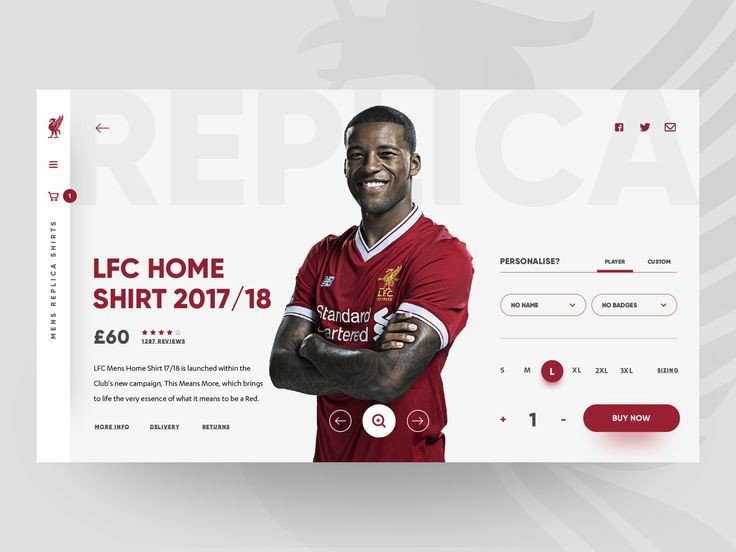 REPLICA
1
MENS REPLICA SHIRTS
LFC HOME
SHIRT 2017/18
£60
1287 REVIEWS
LFC Mens Home Shirt 17/18 is launched within the
Club's new campaign, This Means More, which brings
to life the very essence of what it means to be a Red.
MORE INFO DELIVERY RETURNS
NB
LFC
Standard
Chartered
PERSONALISE? PLAYER CUSTOM
NO NAME NO BADGES
S M L XL 2XL 3XL SIZING
+ 1 -
BUY NOW